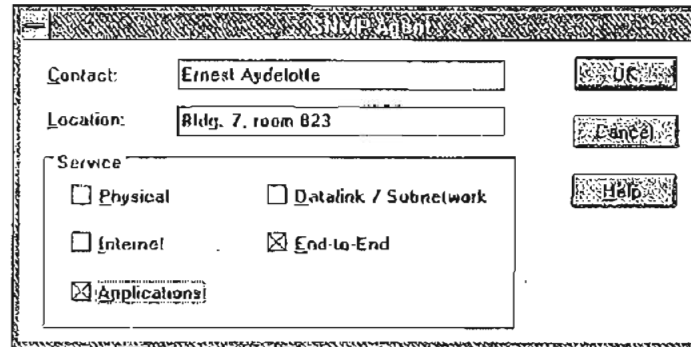 SNMP Agent
Contact: Ernest Aydelotte
OK
Location: Bldg. 7, room 823
Cancel
Service
Physical
Datalink / Subnetwork
Help
Internet
End-to-End
Applications